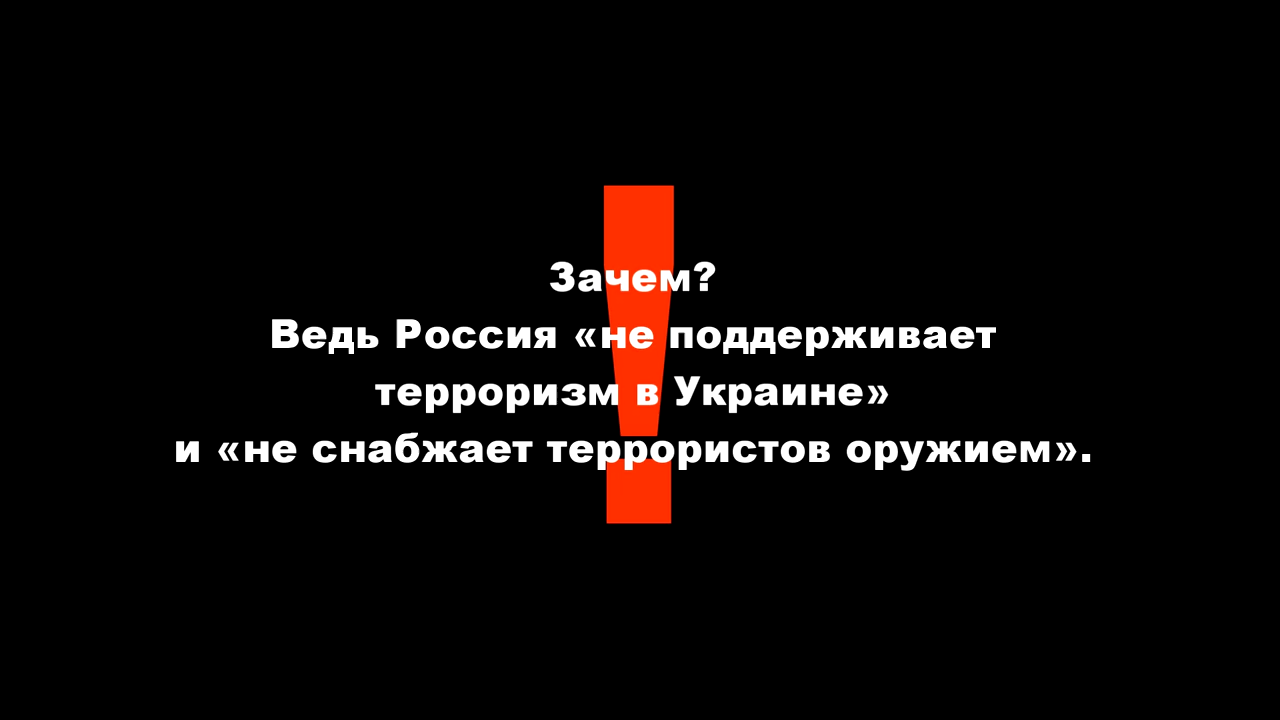 Зачем?
Ведь Россия «не поддерживает
терроризм в Украине»
и «не снабжает террористов оружием».